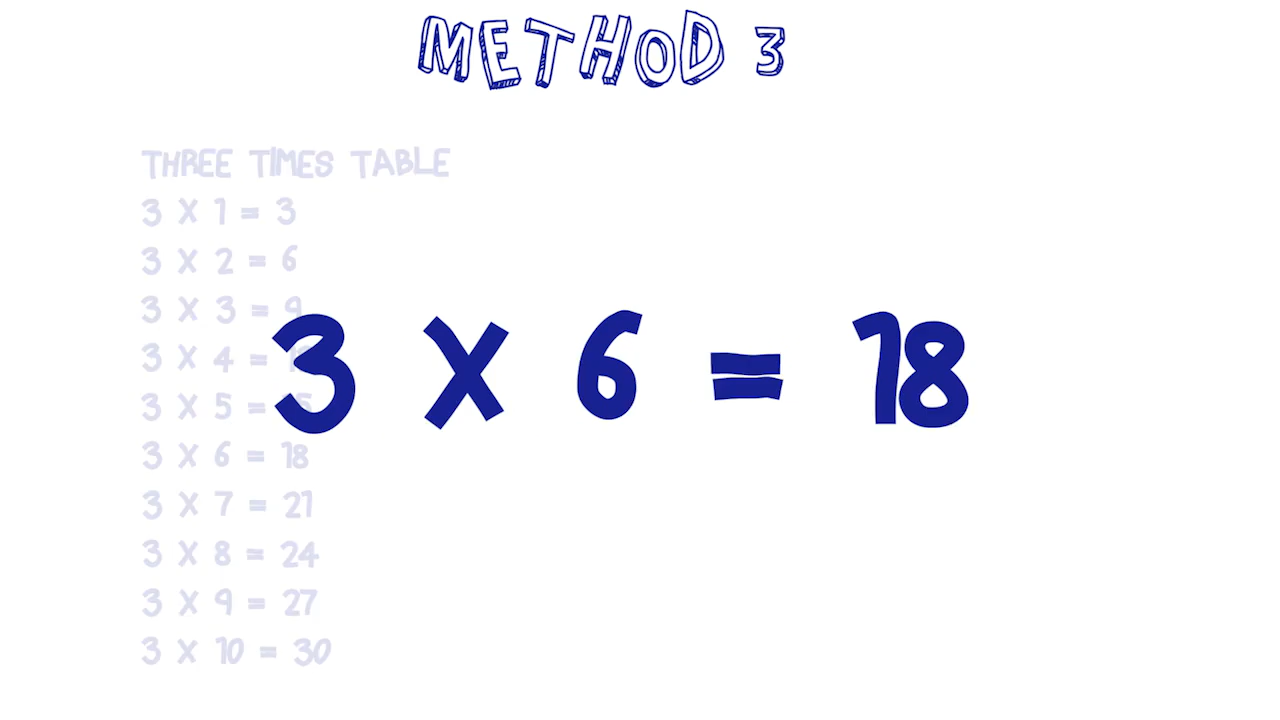 METHOD 3
THREE TIMES TABLE
3 X 1 = 3
3 X 2 = 6
3 X 3 = 9
3 X 4 =
3 X 5 =
3 X 6 = 18
3 X 6 = 18
3 X 7 = 21
3 X 8 = 24
3 X 9 = 27
3 X 10 = 30